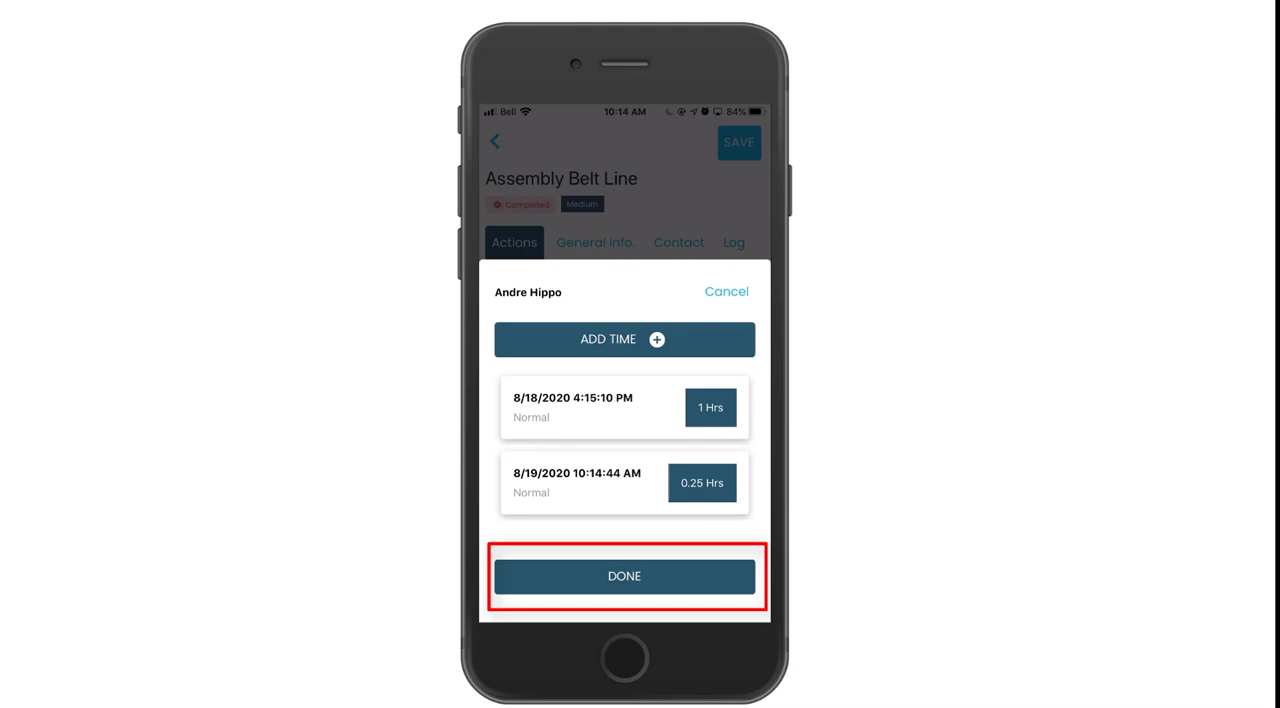 Bell 10:14 AM 84%
SAVE
Assembly Belt Line
Completed Medium
Actions General Info. Contact Log
Andre Hippo Cancel
ADD TIME
8/18/2020 4:15:10 PM
1 Hrs
Normal
8/19/2020 10:14:44 AM
0.25 Hrs
Normal
DONE